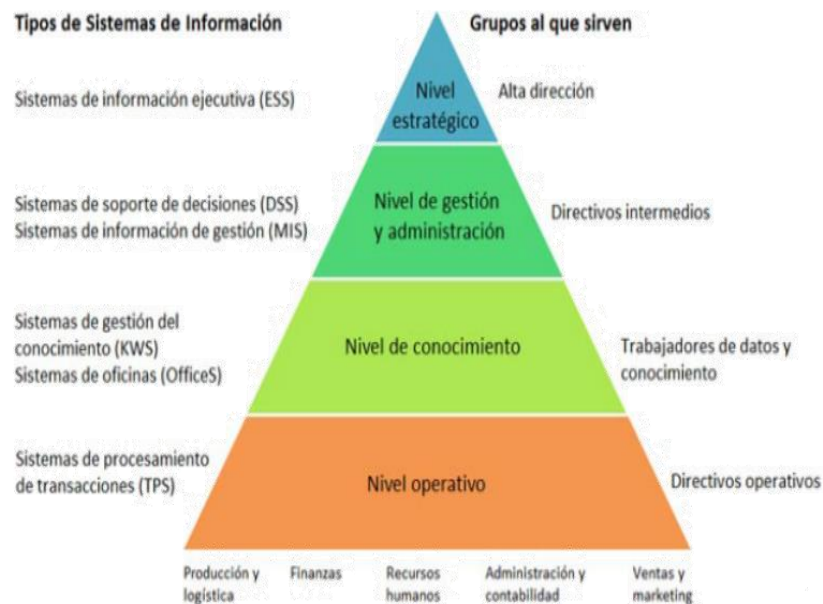 Tipos de Sistemas de Información
Grupos al que sirven
Sistemas de información ejecutiva (ESS)
Nivel
estratégico
Alta dirección
Sistemas de soporte de decisiones (DSS)
Sistemas de información de gestión (MIS)
Nivel de gestión
y administración
Directivos intermedios
Sistemas de gestión del
conocimiento (KWS)
Sistemas de oficinas (OfficeS)
Nivel de conocimiento
Trabajadores de datos y
conocimiento
Sistemas de procesamiento
de transacciones (TPS)
Nivel operativo
Directivos operativos
Producción y
logística
Finanzas
Recursos
humanos
Administración y
contabilidad
Ventas y
marketing